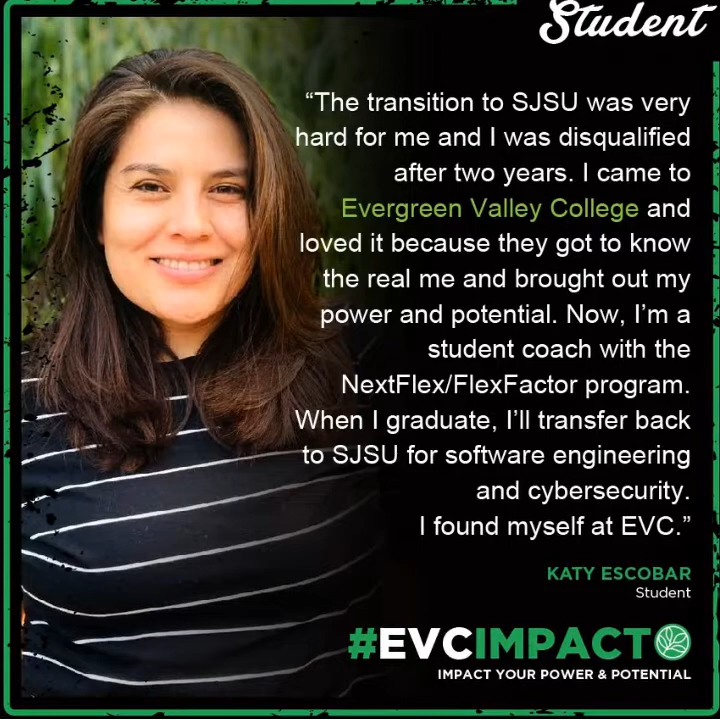 Student
“The transition to SJSU was very
hard for me and I was disqualified
after two years. I came to
Evergreen Valley College and
loved it because they got to know
the real me and brought out my
power and potential. Now, I’m a
student coach with the
NextFlex/FlexFactor program.
When I graduate, I’ll transfer back
to SJSU for software engineering
and cybersecurity.
I found myself at EVC.”
KATY ESCOBAR
Student
#EVCIMPACT
IMPACT YOUR POWER & POTENTIAL